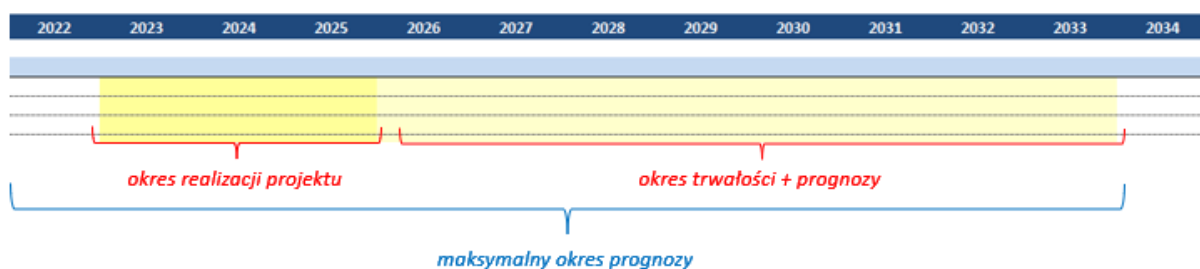 2022 2023 2024 2025 2026 2027 2028 2029 2030 2031 2032 2033 2034
okres realizacji projektu okres trwałości + prognozy
maksymalny okres prognozy